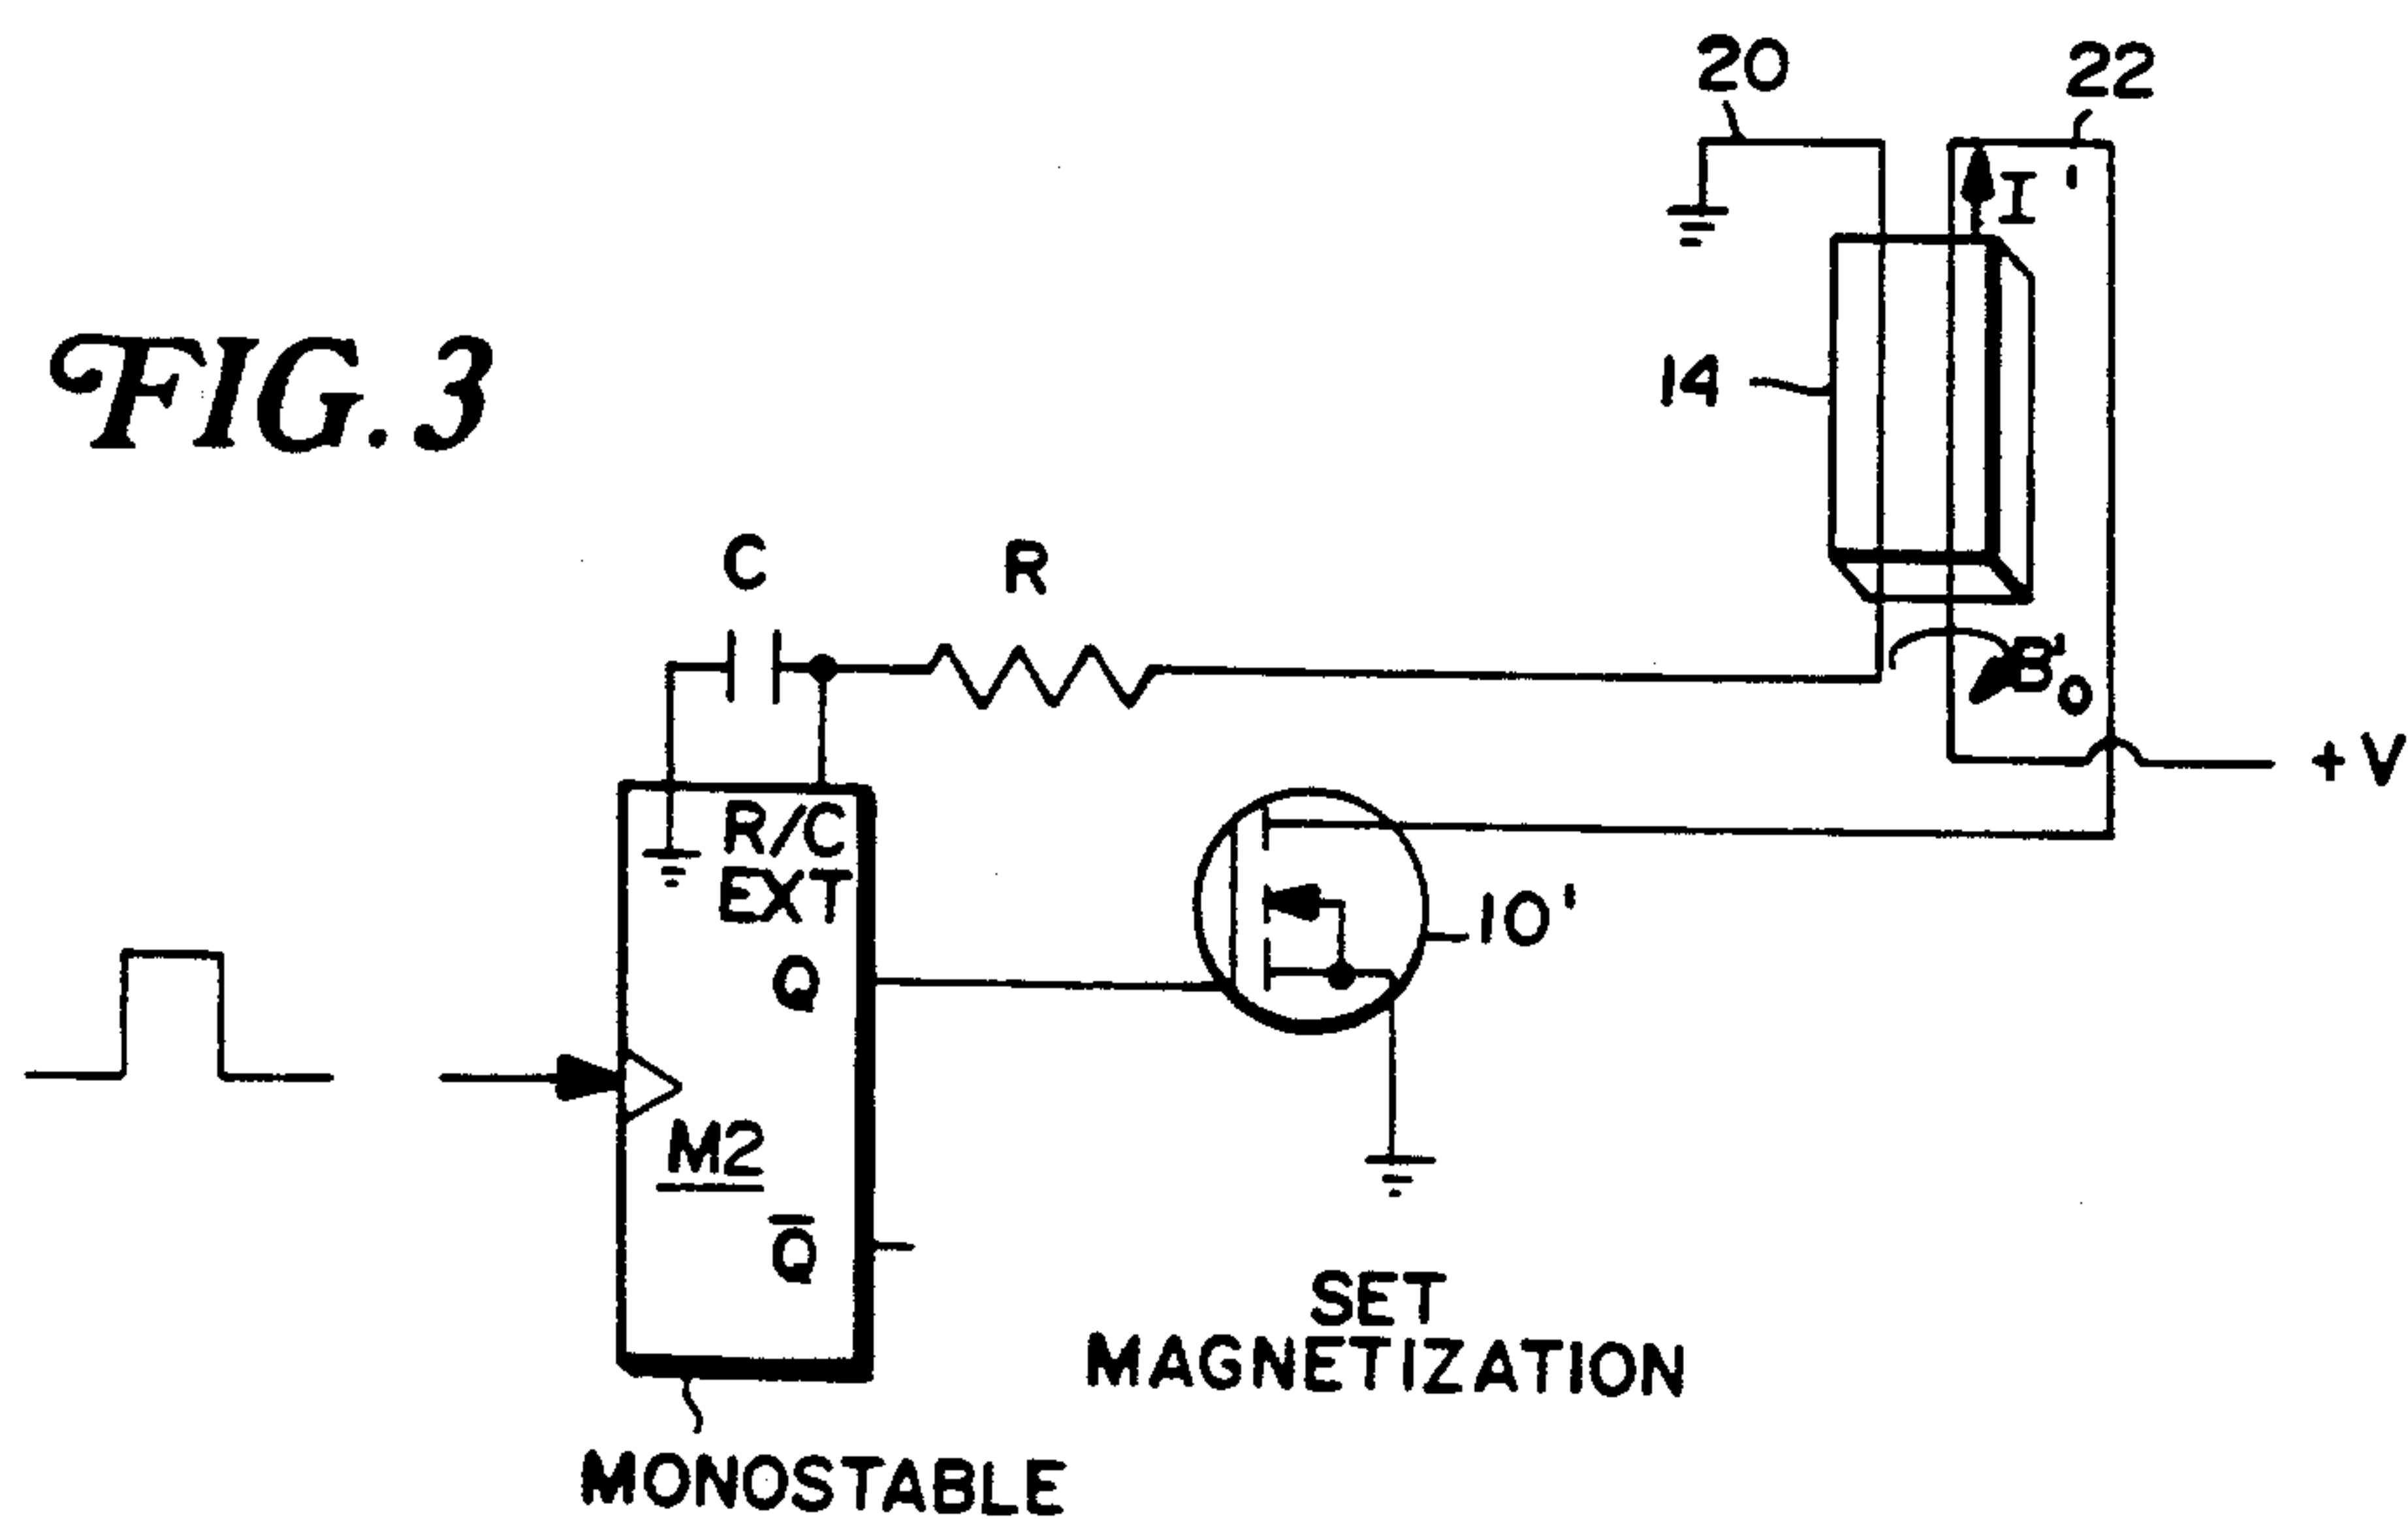 20
22
I'
14
FIG. 3
C
R
B'0
+V
R/C
EXT
Q
10'
M2
Q̅
SET
MAGNETIZATION
MONOSTABLE